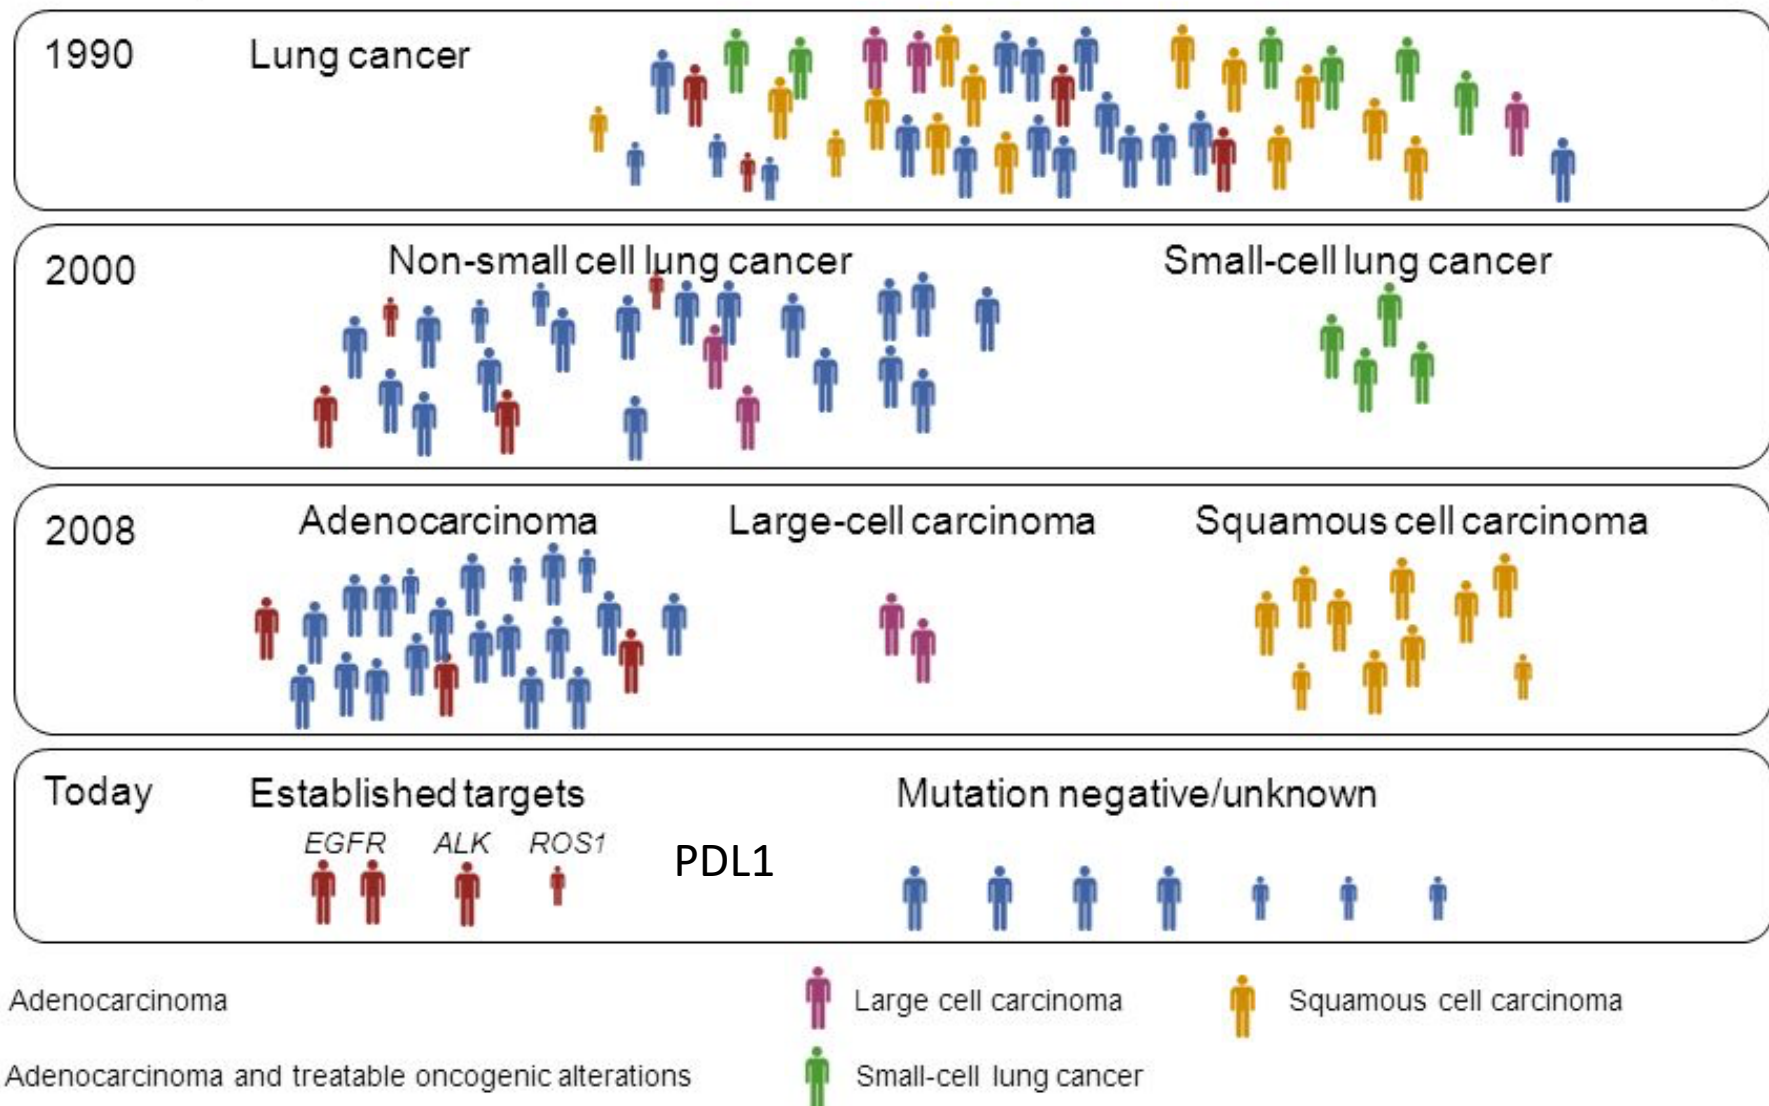 1990 Lung cancer
2000 Non-small cell lung cancer Small-cell lung cancer
2008 Adenocarcinoma Large-cell carcinoma Squamous cell carcinoma
Today Established targets Mutation negative/unknown
EGFR ALK ROS1
PDL1
Adenocarcinoma Large cell carcinoma Squamous cell carcinoma
Adenocarcinoma and treatable oncogenic alterations Small-cell lung cancer